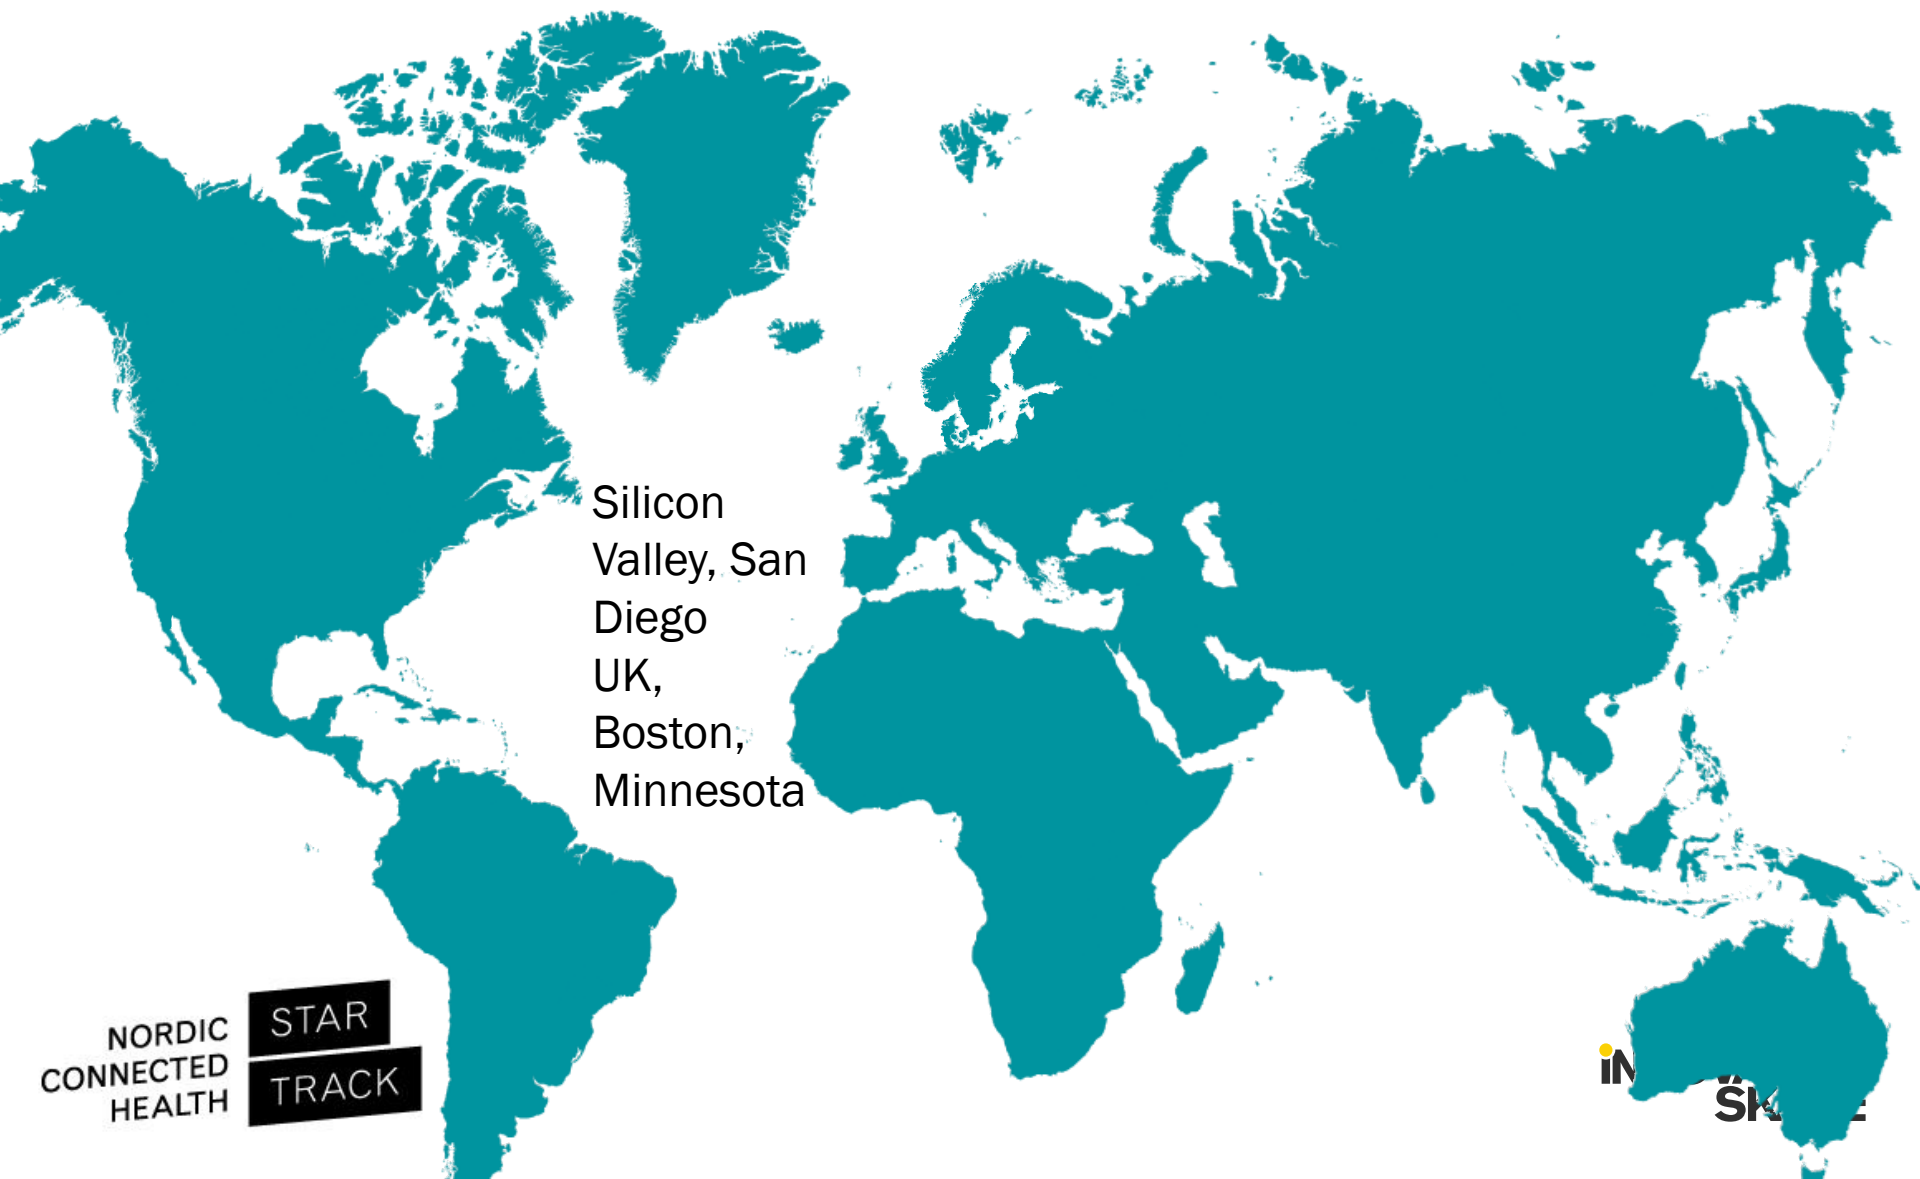 Silicon
Valley, San
Diego
UK,
Boston,
Minnesota
NORDIC
CONNECTED
HEALTH
STAR
TRACK